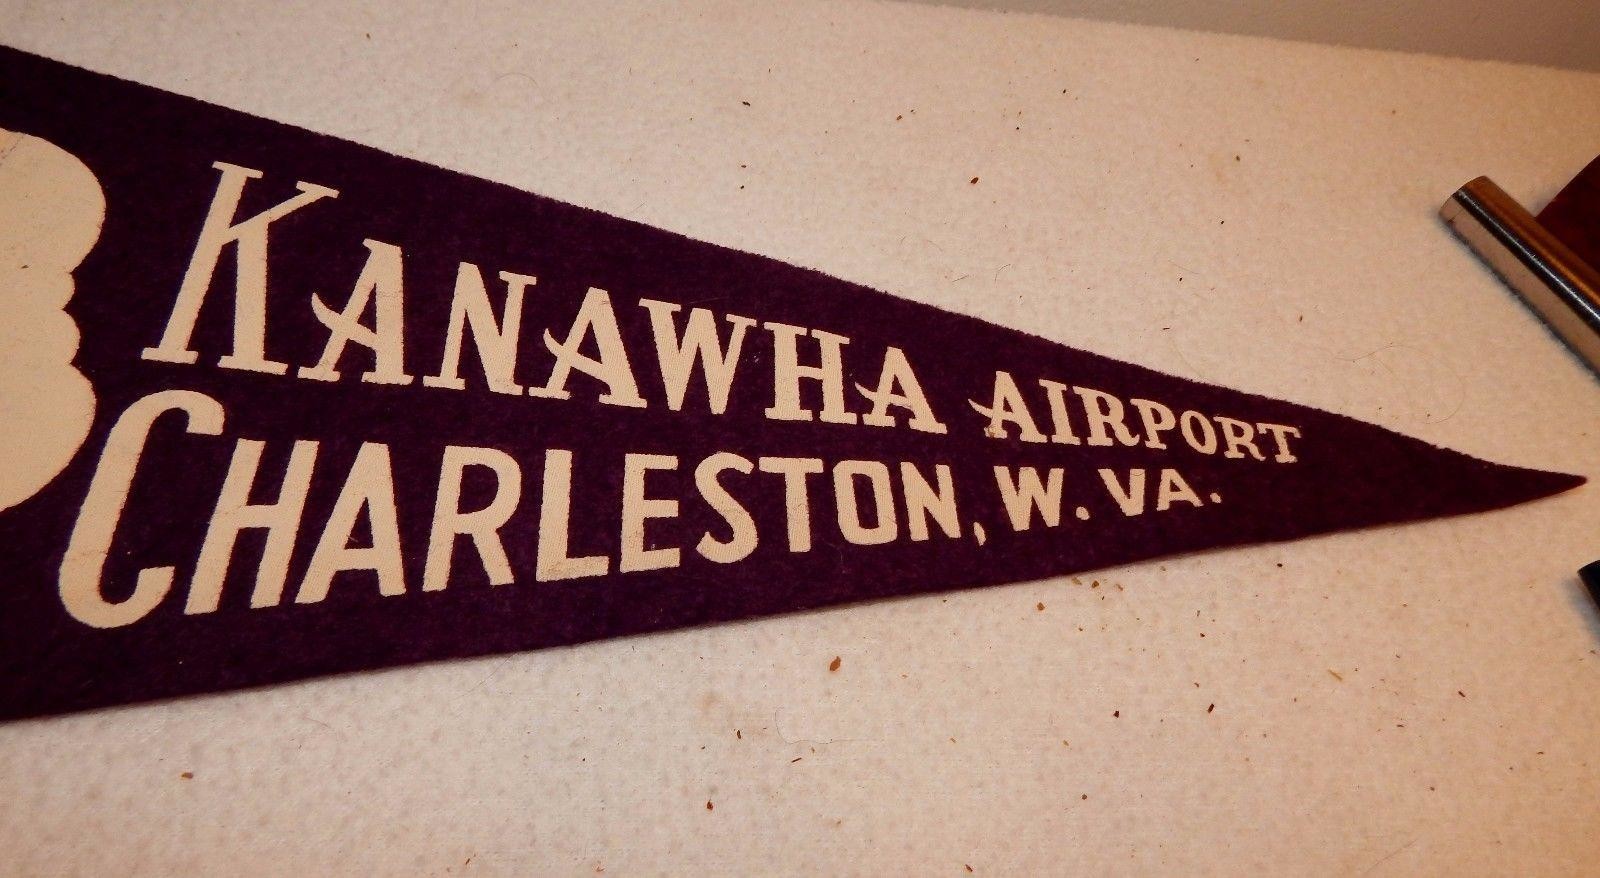 KANAWHA AIRPORT
CHARLESTON, W. VA.